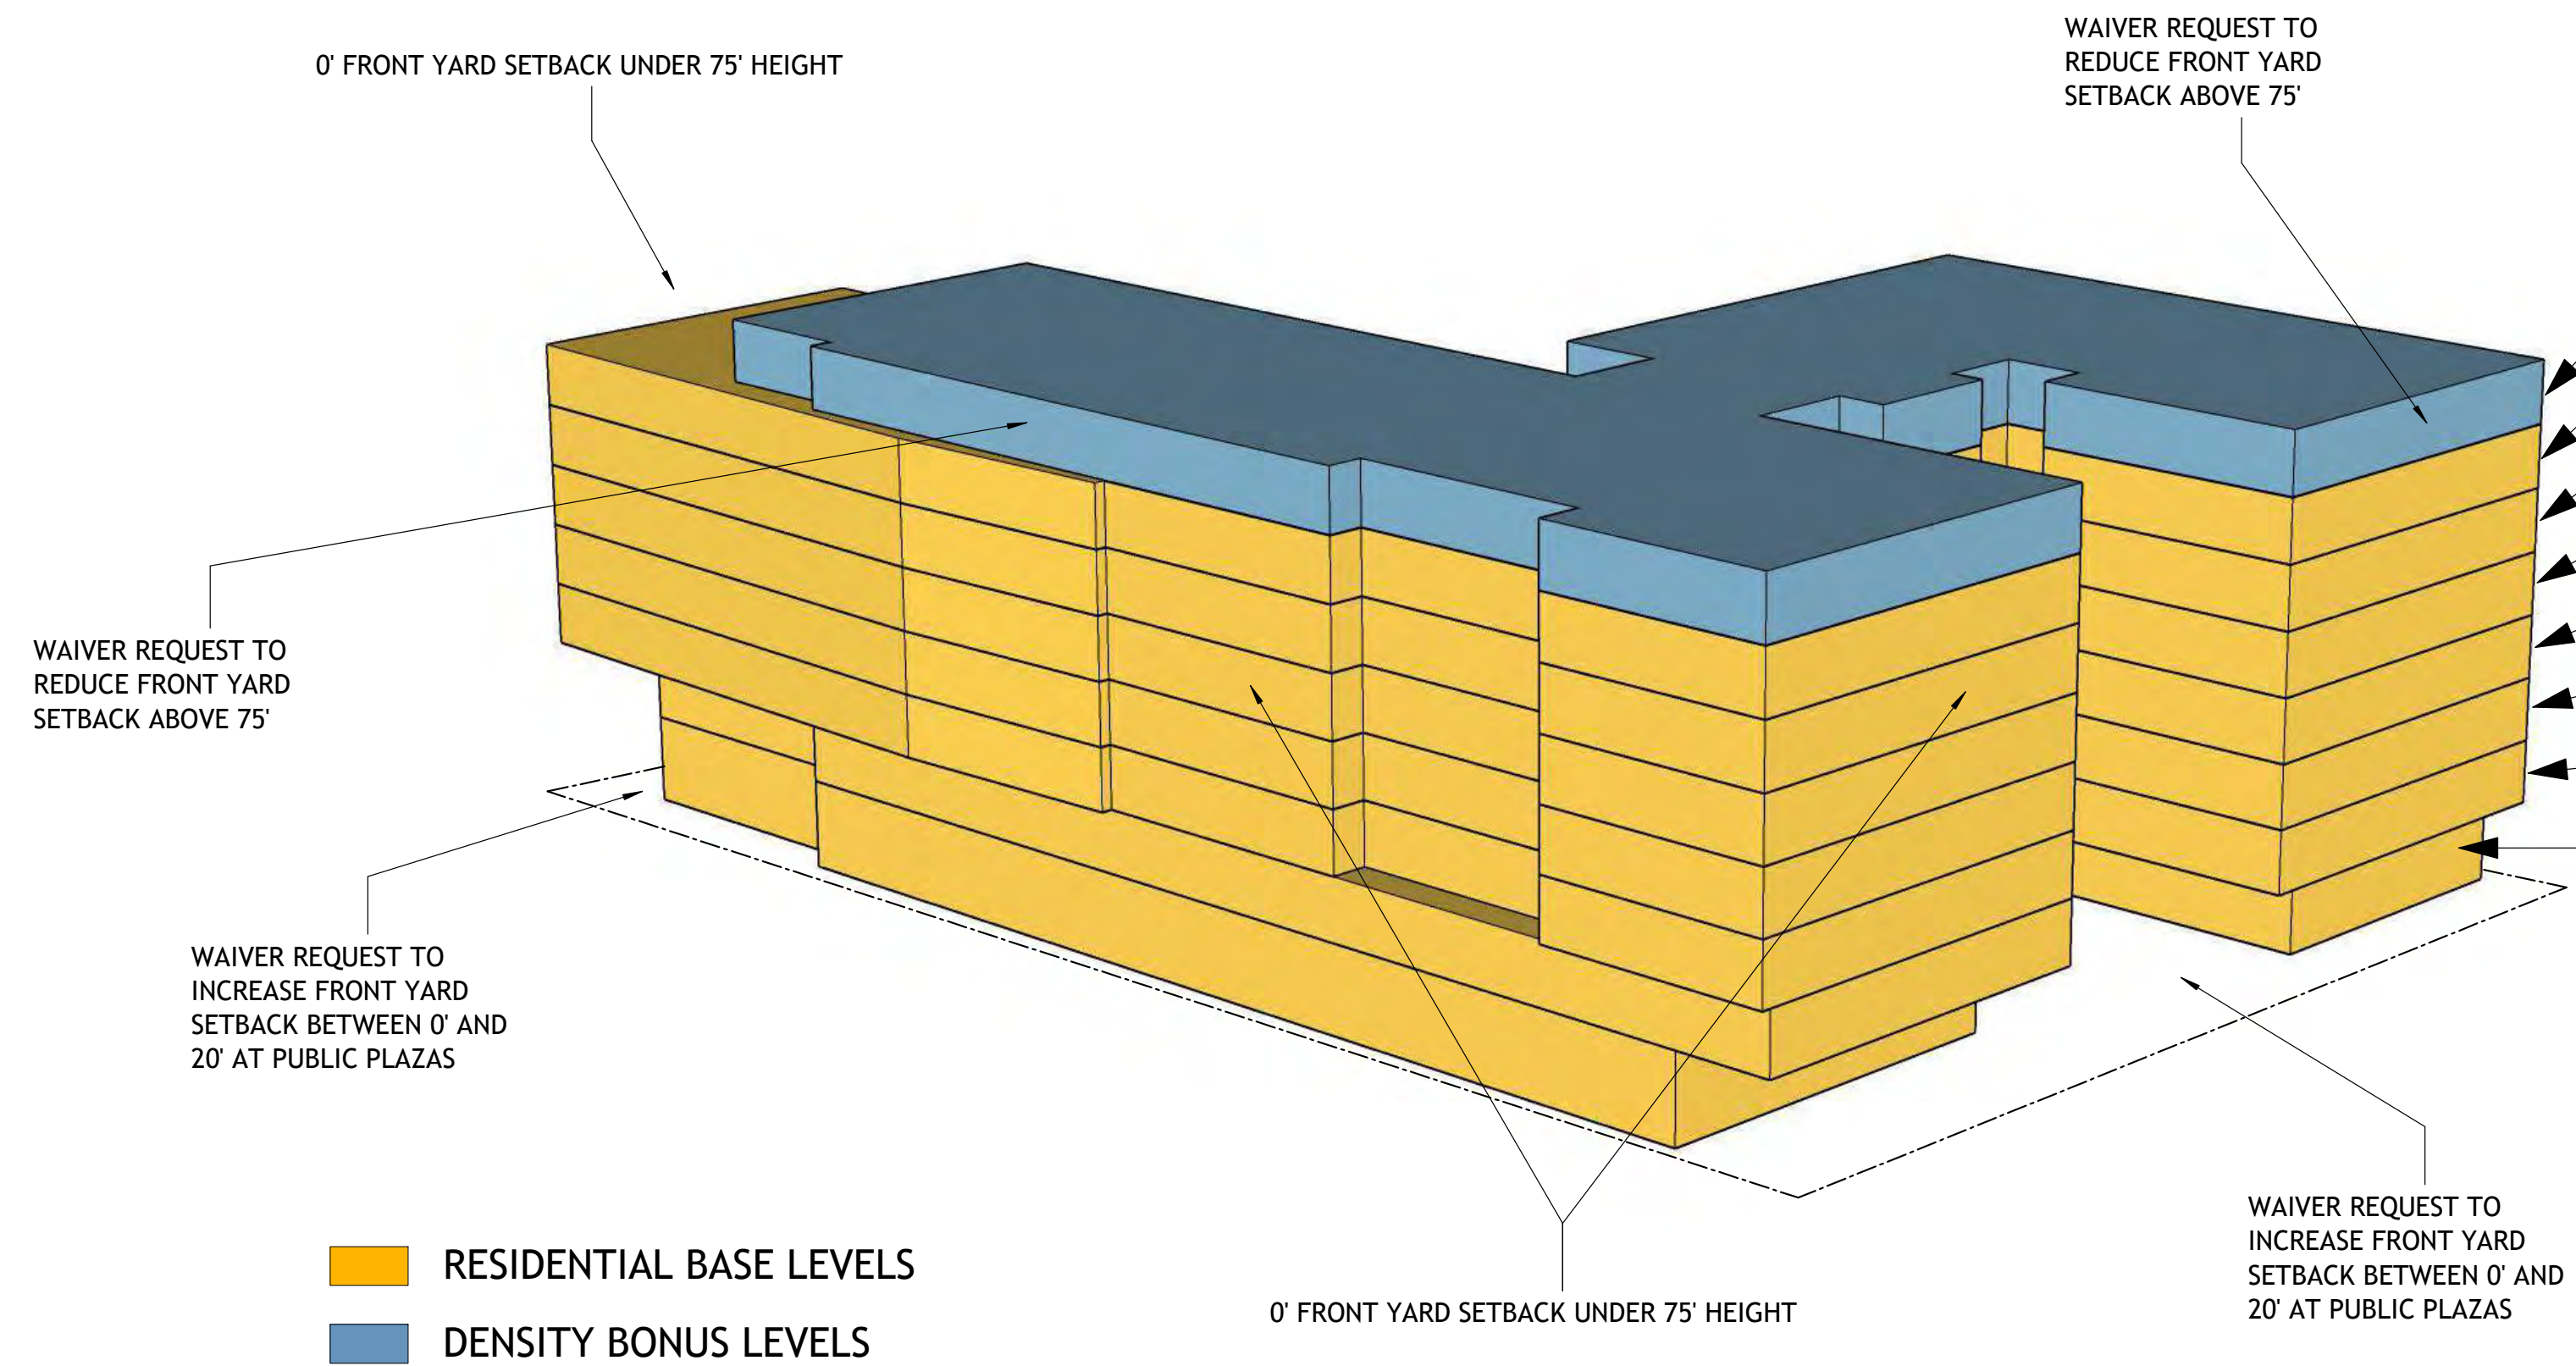 0' FRONT YARD SETBACK UNDER 75' HEIGHT
WAIVER REQUEST TO
REDUCE FRONT YARD
SETBACK ABOVE 75'
WAIVER REQUEST TO
REDUCE FRONT YARD
SETBACK ABOVE 75'
WAIVER REQUEST TO
INCREASE FRONT YARD
SETBACK BETWEEN 0' AND
20' AT PUBLIC PLAZAS
WAIVER REQUEST TO
INCREASE FRONT YARD
SETBACK BETWEEN 0' AND
20' AT PUBLIC PLAZAS
0' FRONT YARD SETBACK UNDER 75' HEIGHT
RESIDENTIAL BASE LEVELS
DENSITY BONUS LEVELS